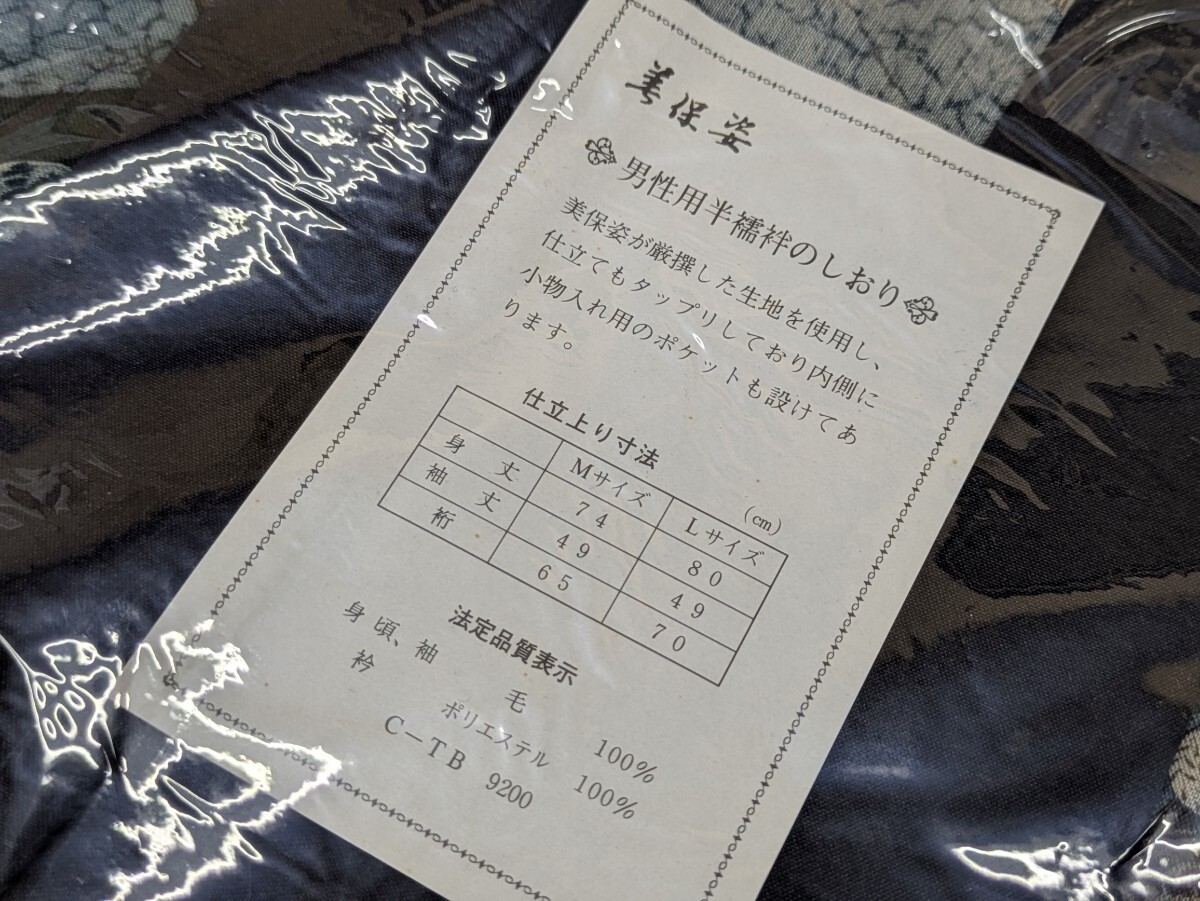 美保姿
男性用半襦袢のしおり
美保姿が厳撰した生地を使用し、
仕立てもタップリしており内側に
小物入れ用のポケットも設けてあ
ります。
仕立上り寸法
(cm)
Mサイズ Lサイズ
身丈 74 80
袖丈 49 49
裄 65 70
法定品質表示
身頃、袖 毛 100%
衿 ポリエステル 100%
C-TB 9200